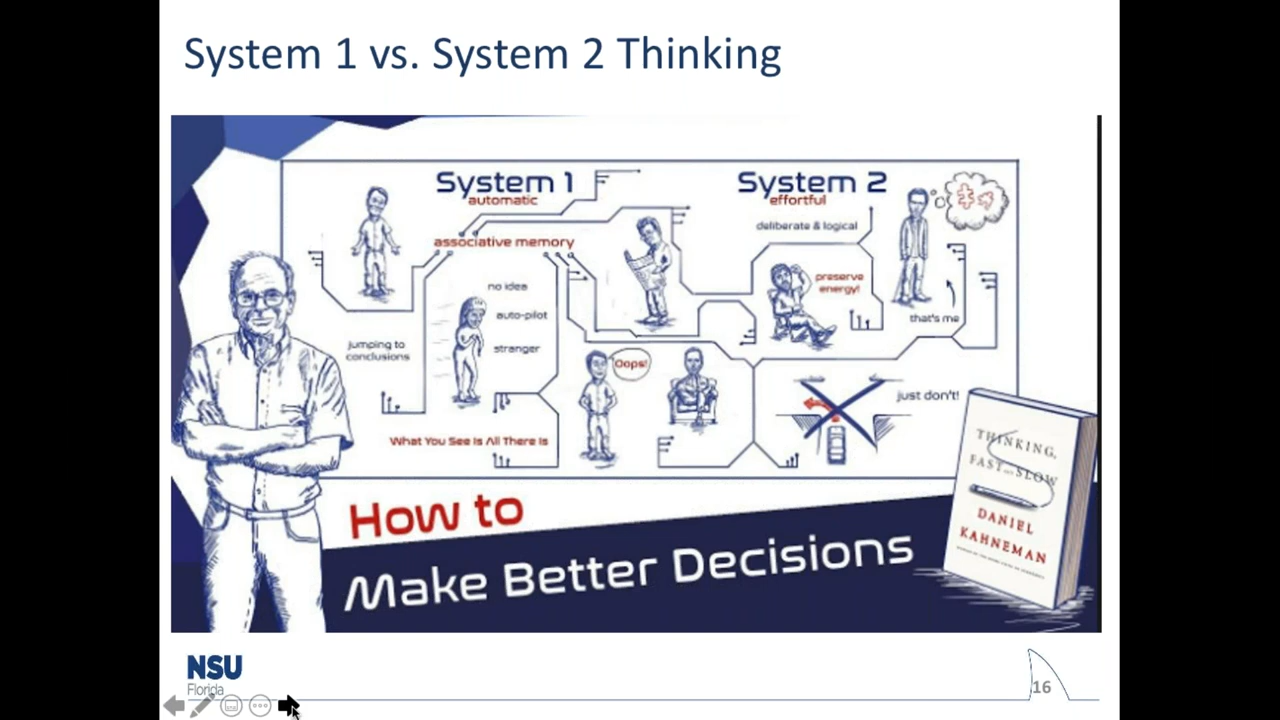 System 1 vs. System 2 Thinking
System 1
automatic
associative memory
no idea
auto-pilot
stranger
jumping to
conclusions
What You See Is All There Is
Oops!
System 2
effortful
deliberate & logical
preserve
energy!
that's me
just don't!
THINKING,
FAST AND SLOW
DANIEL
KAHNEMAN
How to
Make Better Decisions
NSU
Florida
16